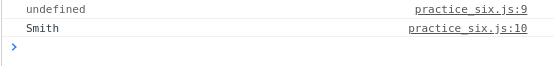 undefined practice_six.js:9
Smith practice_six.js:10